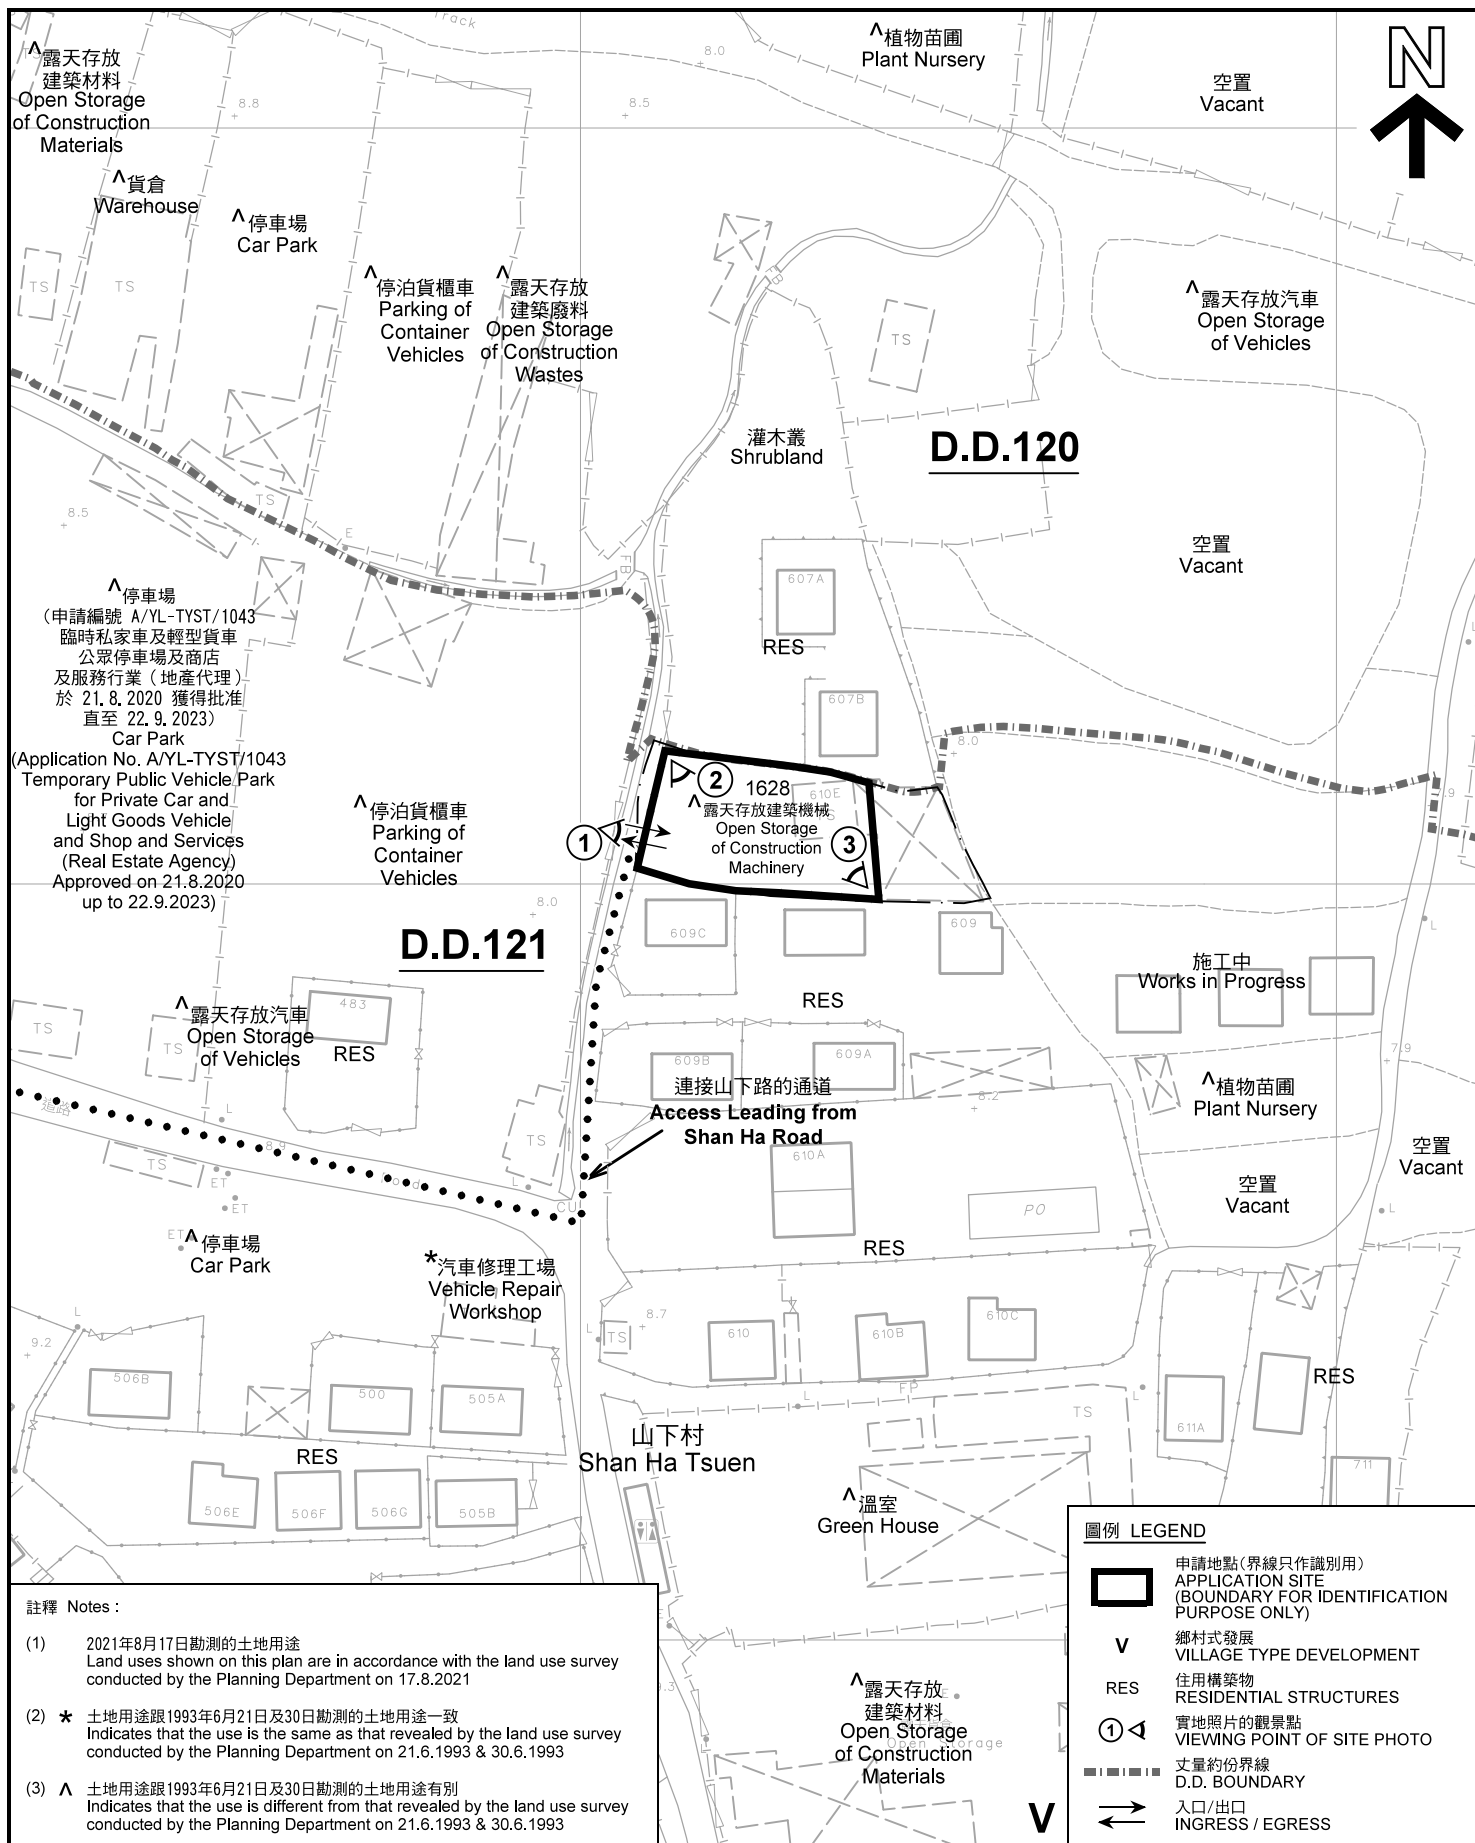 Track
^露天存放
建築材料
Open Storage
of Construction
Materials
^貨倉
Warehouse
^停車場
Car Park
^停泊貨櫃車
Parking of
Container
Vehicles
^露天存放
建築廢料
Open Storage
of Construction
Wastes
^植物苗圃
Plant Nursery
空置
Vacant
N
^露天存放汽車
Open Storage
of Vehicles
灌木叢
Shrubland
D.D.120
空置
Vacant
8.0
8.8
8.5
TS
TS
TS
TS
8.5
E
FB
FB
607A
RES
607B
8.0
^停車場
(申請編號 A/YL-TYST/1043
臨時私家車及輕型貨車
公眾停車場及商店
及服務行業(地產代理)
於 21.8.2020 獲得批准
直至 22.9.2023)
Car Park
(Application No. A/YL-TYST/1043
Temporary Public Vehicle Park
for Private Car and
Light Goods Vehicle
and Shop and Services
(Real Estate Agency)
Approved on 21.8.2020
up to 22.9.2023)
^停泊貨櫃車
Parking of
Container
Vehicles
1
2
3
1628
610E
TS
^露天存放建築機械
Open Storage
of Construction
Machinery
8.0
D.D.121
609C
609
L
施工中
Works in Progress
RES
483
RES
TS
TS
^露天存放汽車
Open Storage
of Vehicles
609B
609A
連接山下路的通道
Access Leading from
Shan Ha Road
8.2
7.9
^植物苗圃
Plant Nursery
空置
Vacant
空置
Vacant
道路
L
8.9
TS
ET
ET
ET
Road
TS
L
CU
610A
PO
RES
L
^停車場
Car Park
*汽車修理工場
Vehicle Repair
Workshop
L
9.2
L
TS
8.7
610
610B
610C
FP
L
L
RES
611A
711
506B
500
505A
RES
506E
506F
506G
505B
山下村
Shan Ha Tsuen
TS
^溫室
Green House
E
9.3
^露天存放
建築材料
Open Storage
of Construction
Materials
E
Open Storage
V
註釋 Notes :
(1) 2021年8月17日勘測的土地用途
Land uses shown on this plan are in accordance with the land use survey
conducted by the Planning Department on 17.8.2021
(2) * 土地用途跟1993年6月21日及30日勘測的土地用途一致
Indicates that the use is the same as that revealed by the land use survey
conducted by the Planning Department on 21.6.1993 & 30.6.1993
(3) ^ 土地用途跟1993年6月21日及30日勘測的土地用途有別
Indicates that the use is different from that revealed by the land use survey
conducted by the Planning Department on 21.6.1993 & 30.6.1993
圖例 LEGEND
申請地點(界線只作識別用)
APPLICATION SITE
(BOUNDARY FOR IDENTIFICATION
PURPOSE ONLY)
V 鄉村式發展
VILLAGE TYPE DEVELOPMENT
RES 住用構築物
RESIDENTIAL STRUCTURES
1 實地照片的觀景點
VIEWING POINT OF SITE PHOTO
丈量約份界線
D.D. BOUNDARY
入口/出口
INGRESS / EGRESS